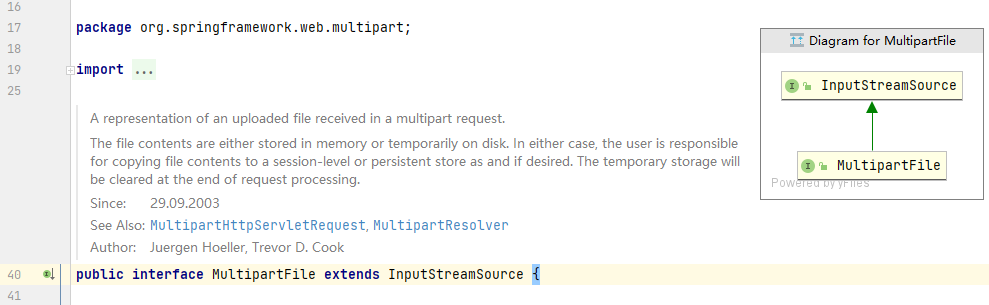 16
17 package org.springframework.web.multipart;
18
19 import ...
25
A representation of an uploaded file received in a multipart request.
The file contents are either stored in memory or temporarily on disk. In either case, the user is responsible
for copying file contents to a session-level or persistent store as and if desired. The temporary storage will
be cleared at the end of request processing.
Since: 29.09.2003
See Also: MultipartHttpServletRequest, MultipartResolver
Author: Juergen Hoeller, Trevor D. Cook
40 public interface MultipartFile extends InputStreamSource {
41
Diagram for MultipartFile
I InputStreamSource
I MultipartFile
Powered by yFiles